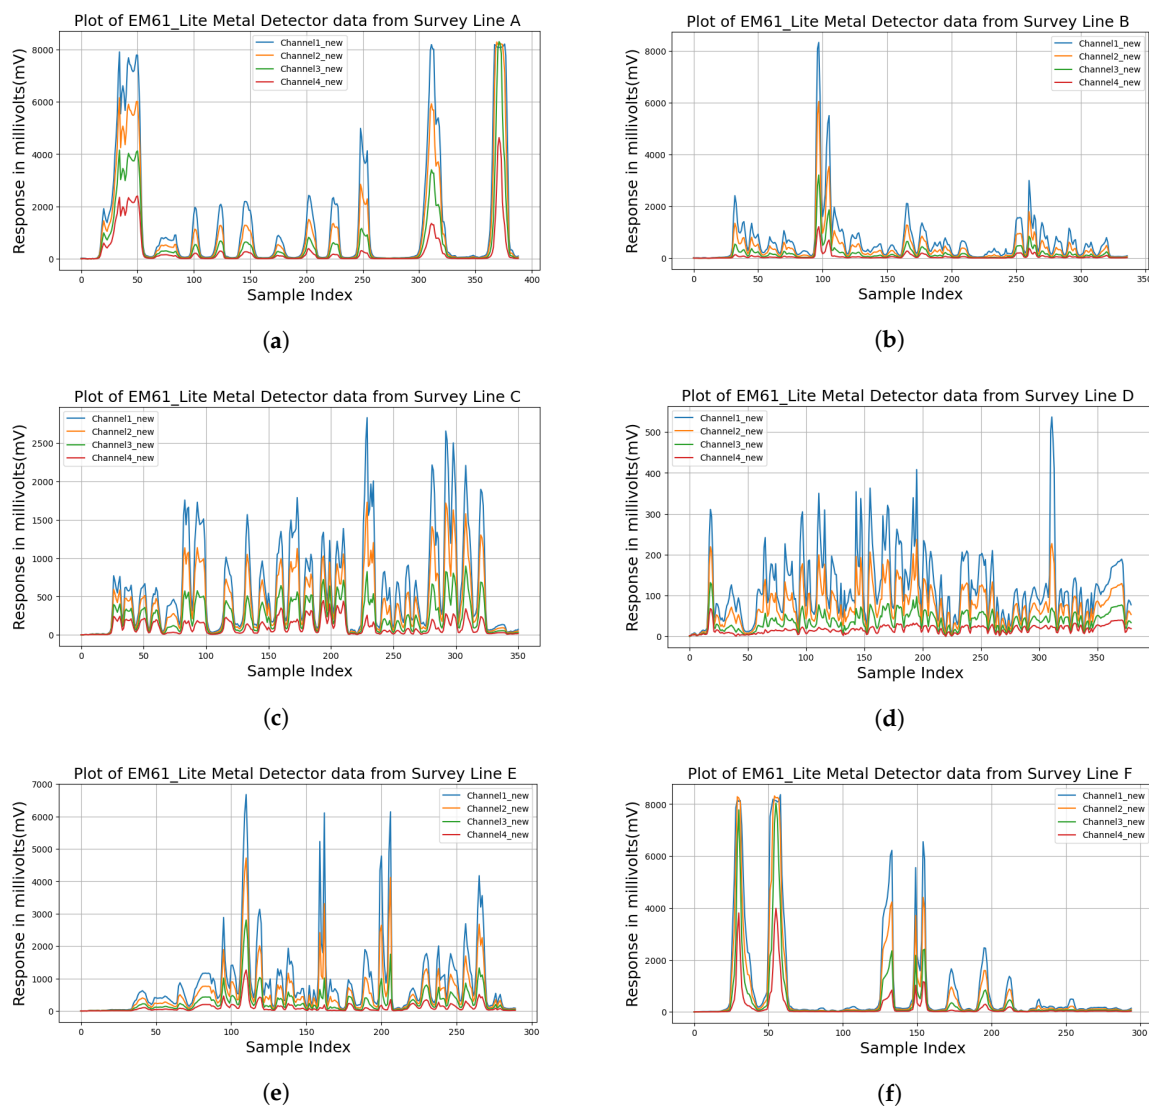 Plot of EM61_Lite Metal Detector data from Survey Line A
Response in millivolts(mV)
8000
6000
4000
2000
0
Channel1_new
Channel2_new
Channel3_new
Channel4_new
0 50 100 150 200 250 300 350 400
Sample Index
(a)
Plot of EM61_Lite Metal Detector data from Survey Line B
Response in millivolts(mV)
8000
6000
4000
2000
0
Channel1_new
Channel2_new
Channel3_new
Channel4_new
0 50 100 150 200 250 300 350
Sample Index
(b)
Plot of EM61_Lite Metal Detector data from Survey Line C
Response in millivolts(mV)
2500
2000
1500
1000
500
0
Channel1_new
Channel2_new
Channel3_new
Channel4_new
0 50 100 150 200 250 300 350
Sample Index
(c)
Plot of EM61_Lite Metal Detector data from Survey Line D
Response in millivolts(mV)
500
400
300
200
100
0
Channel1_new
Channel2_new
Channel3_new
Channel4_new
0 50 100 150 200 250 300 350
Sample Index
(d)
Plot of EM61_Lite Metal Detector data from Survey Line E
Response in millivolts(mV)
7000
6000
5000
4000
3000
2000
1000
0
Channel1_new
Channel2_new
Channel3_new
Channel4_new
0 50 100 150 200 250 300
Sample Index
(e)
Plot of EM61_Lite Metal Detector data from Survey Line F
Response in millivolts(mV)
8000
6000
4000
2000
0
Channel1_new
Channel2_new
Channel3_new
Channel4_new
0 50 100 150 200 250 300
Sample Index
(f)